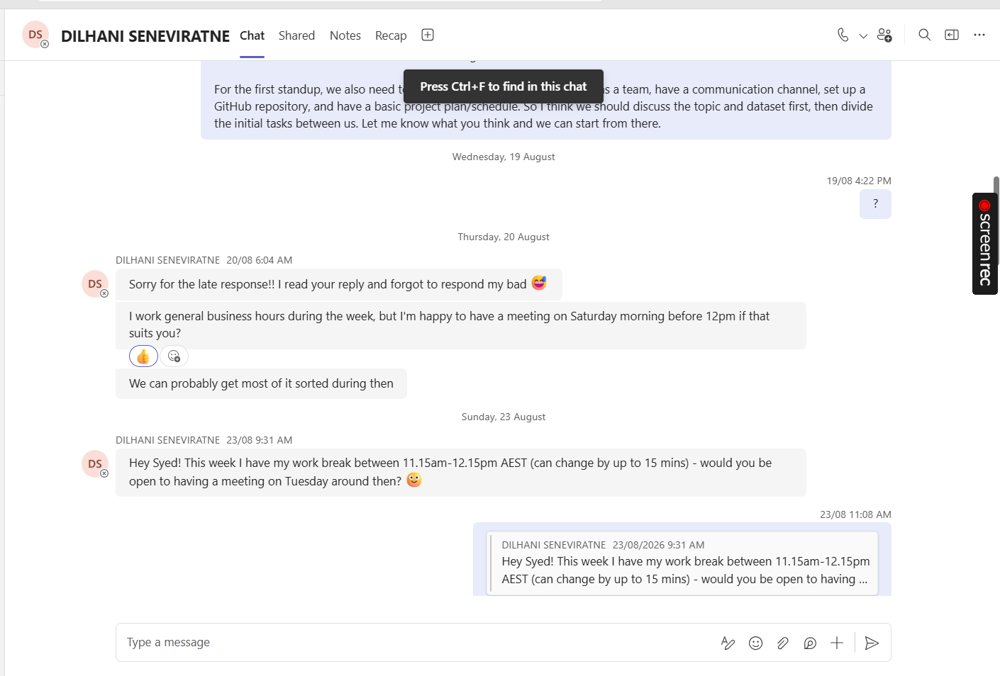 DS
DILHANI SENEVIRATNE
Chat
Shared
Notes
Recap
Press Ctrl+F to find in this chat
For the first standup, we also need
s a team, have a communication channel, set up a
GitHub repository, and have a basic project plan/schedule. So I think we should discuss the topic and dataset first, then divide
the initial tasks between us. Let me know what you think and we can start from there.
Wednesday, 19 August
19/08 4:22 PM
?
Thursday, 20 August
DILHANI SENEVIRATNE 20/08 6:04 AM
DS
Sorry for the late response!! I read your reply and forgot to respond my bad 😅
I work general business hours during the week, but I'm happy to have a meeting on Saturday morning before 12pm if that
suits you?
We can probably get most of it sorted during then
Sunday, 23 August
DILHANI SENEVIRATNE 23/08 9:31 AM
DS
Hey Syed! This week I have my work break between 11.15am-12.15pm AEST (can change by up to 15 mins) - would you be
open to having a meeting on Tuesday around then?
23/08 11:08 AM
DILHANI SENEVIRATNE 23/08/2026 9:31 AM
Hey Syed! This week I have my work break between 11.15am-12.15pm
AEST (can change by up to 15 mins) - would you be open to having ...
Type a message
screenrec